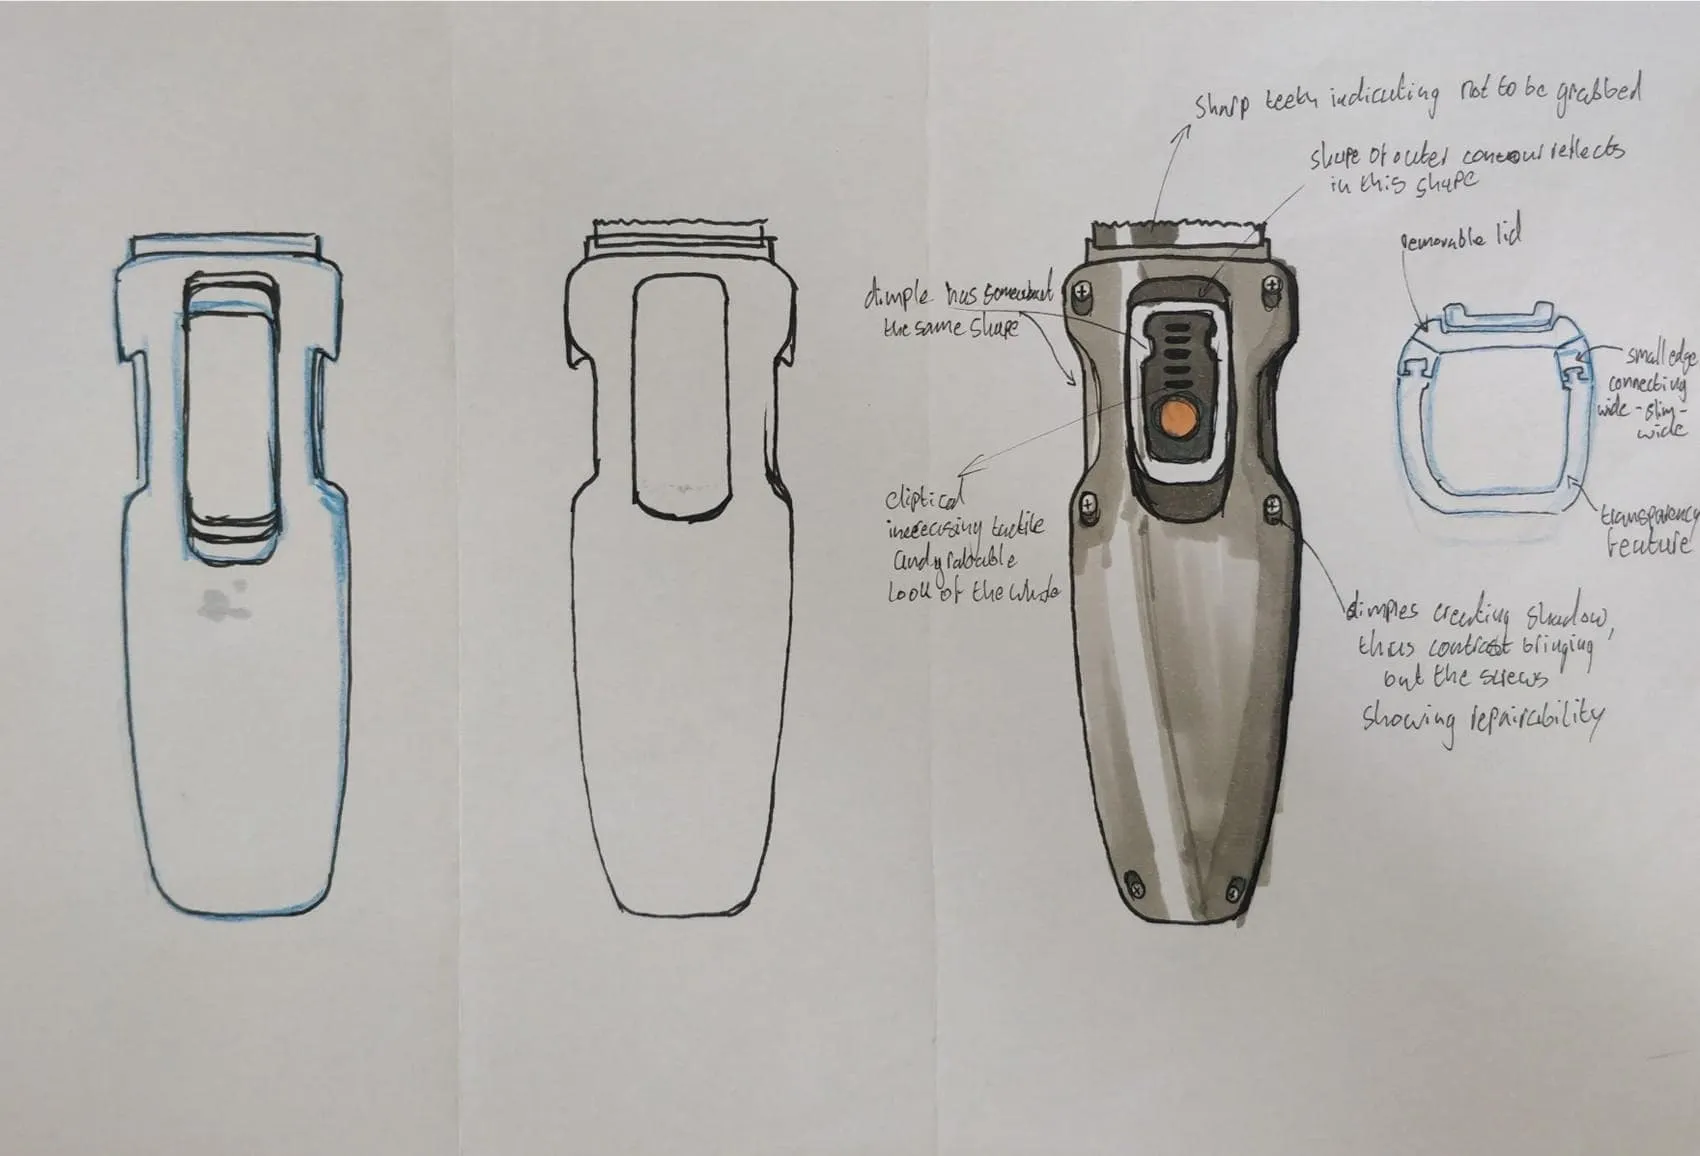 sharp teeth indicating not to be grabbed
shape of outer contour reflects
in this shape
removable lid
dimple has somewhat
the same shape
small edge
connecting
wide - slim -
wide
transparency
feature
eliptical
increasing tactile
and grabable
look of the whole
dimples creating shadow,
thus contrast bringing
out the screws
showing repairability